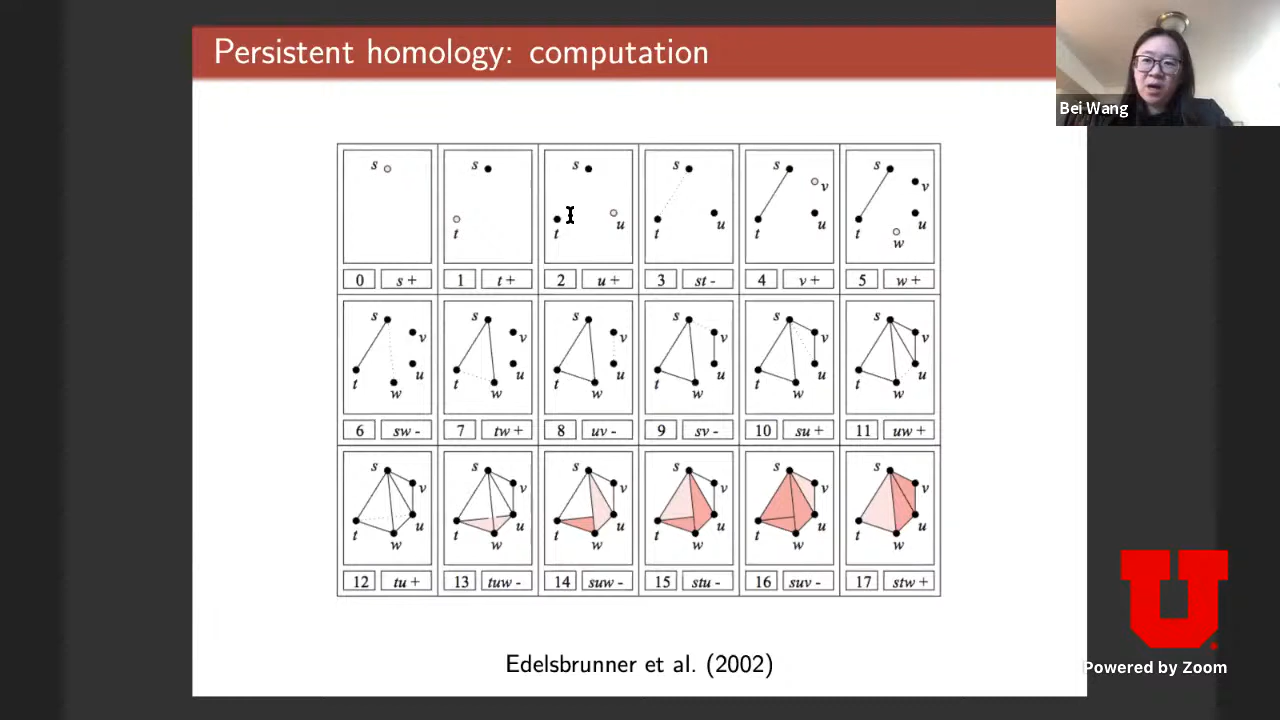 Persistent homology: computation
Bei Wang
s
s
t
s
t
u
s
t
u
s
v
t
u
s
v
t
u
w
0 s +
1 t +
2 u +
3 st -
4 v +
5 w +
s
v
t
u
w
s
v
t
u
w
s
v
t
u
w
s
v
t
u
w
s
v
t
u
w
s
v
t
u
w
6 sw -
7 tw +
8 uv -
9 sv -
10 su +
11 uw +
s
v
t
u
w
s
v
t
u
w
s
v
t
u
w
s
v
t
u
w
s
v
t
u
w
s
v
t
u
w
12 tu +
13 tuw -
14 suw -
15 stu -
16 suv -
17 stw +
Edelsbrunner et al. (2002)
U
Powered by Zoom